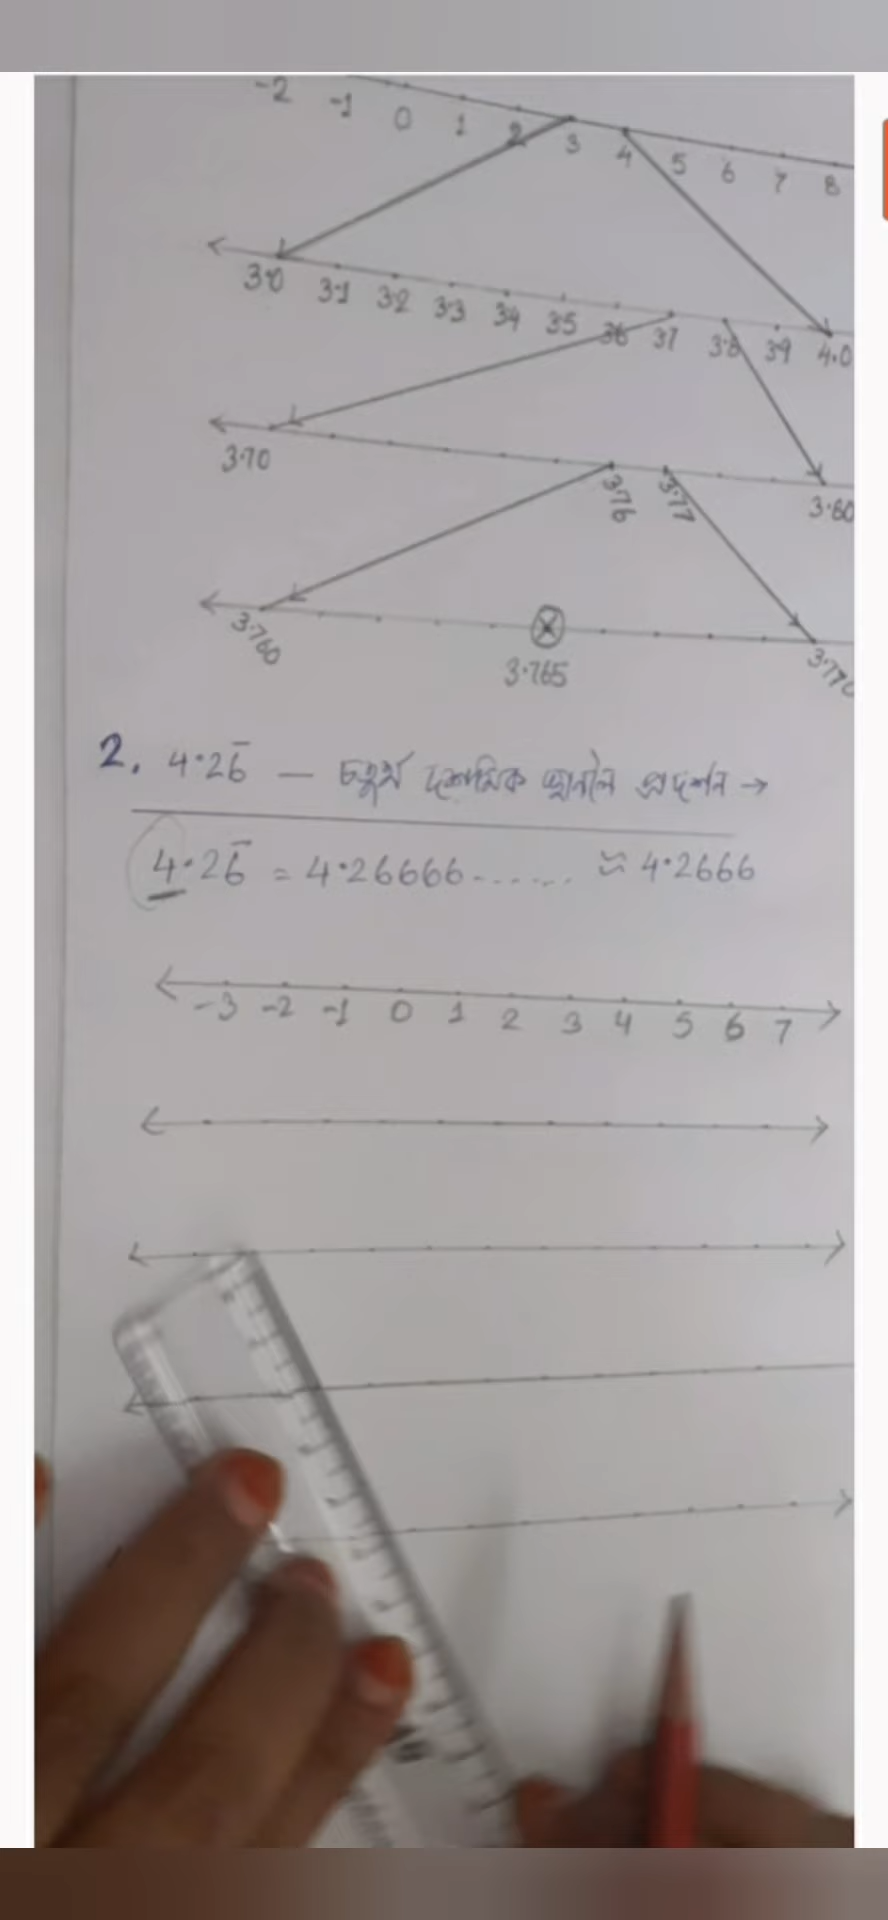 -2 -1 0 1 2 3 4 5 6 7 8
3·0 3·1 3·2 3·3 3·4 3·5 3·6 3·7 3·8 3·9 4·0
3·70 3·76 3·77 3·80
3·760 3·765 3·770
2. 4·26̅ — চতুৰ্থ দশমিক স্থানলৈ প্ৰদৰ্শন →
4·26̅ = 4·26666....... ≈ 4·2666
-3 -2 -1 0 1 2 3 4 5 6 7